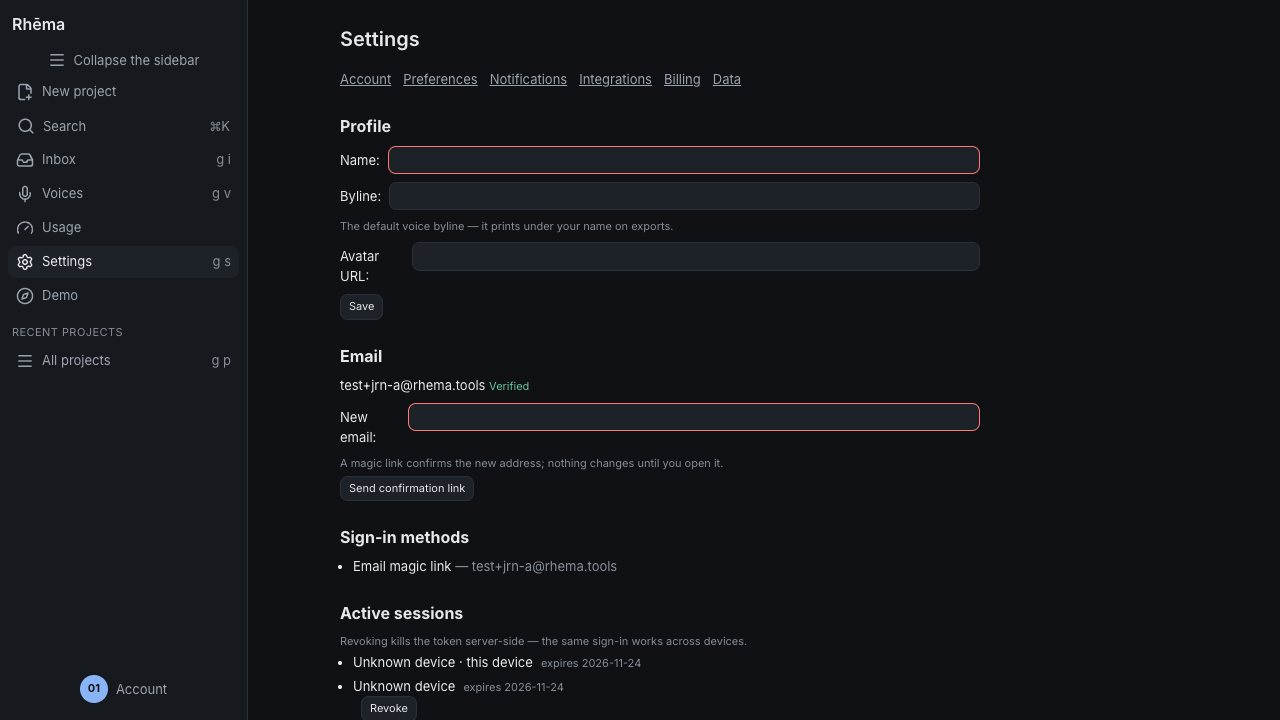 Rhēma
Collapse the sidebar
New project
Search ⌘K
Inbox g i
Voices g v
Usage
Settings g s
Demo
RECENT PROJECTS
All projects g p
01 Account
Settings
Account Preferences Notifications Integrations Billing Data
Profile
Name:
Byline:
The default voice byline — it prints under your name on exports.
Avatar
URL:
Save
Email
test+jrn-a@rhema.tools Verified
New
email:
A magic link confirms the new address; nothing changes until you open it.
Send confirmation link
Sign-in methods
• Email magic link — test+jrn-a@rhema.tools
Active sessions
Revoking kills the token server-side — the same sign-in works across devices.
• Unknown device · this device expires 2026-11-24
• Unknown device expires 2026-11-24
Revoke